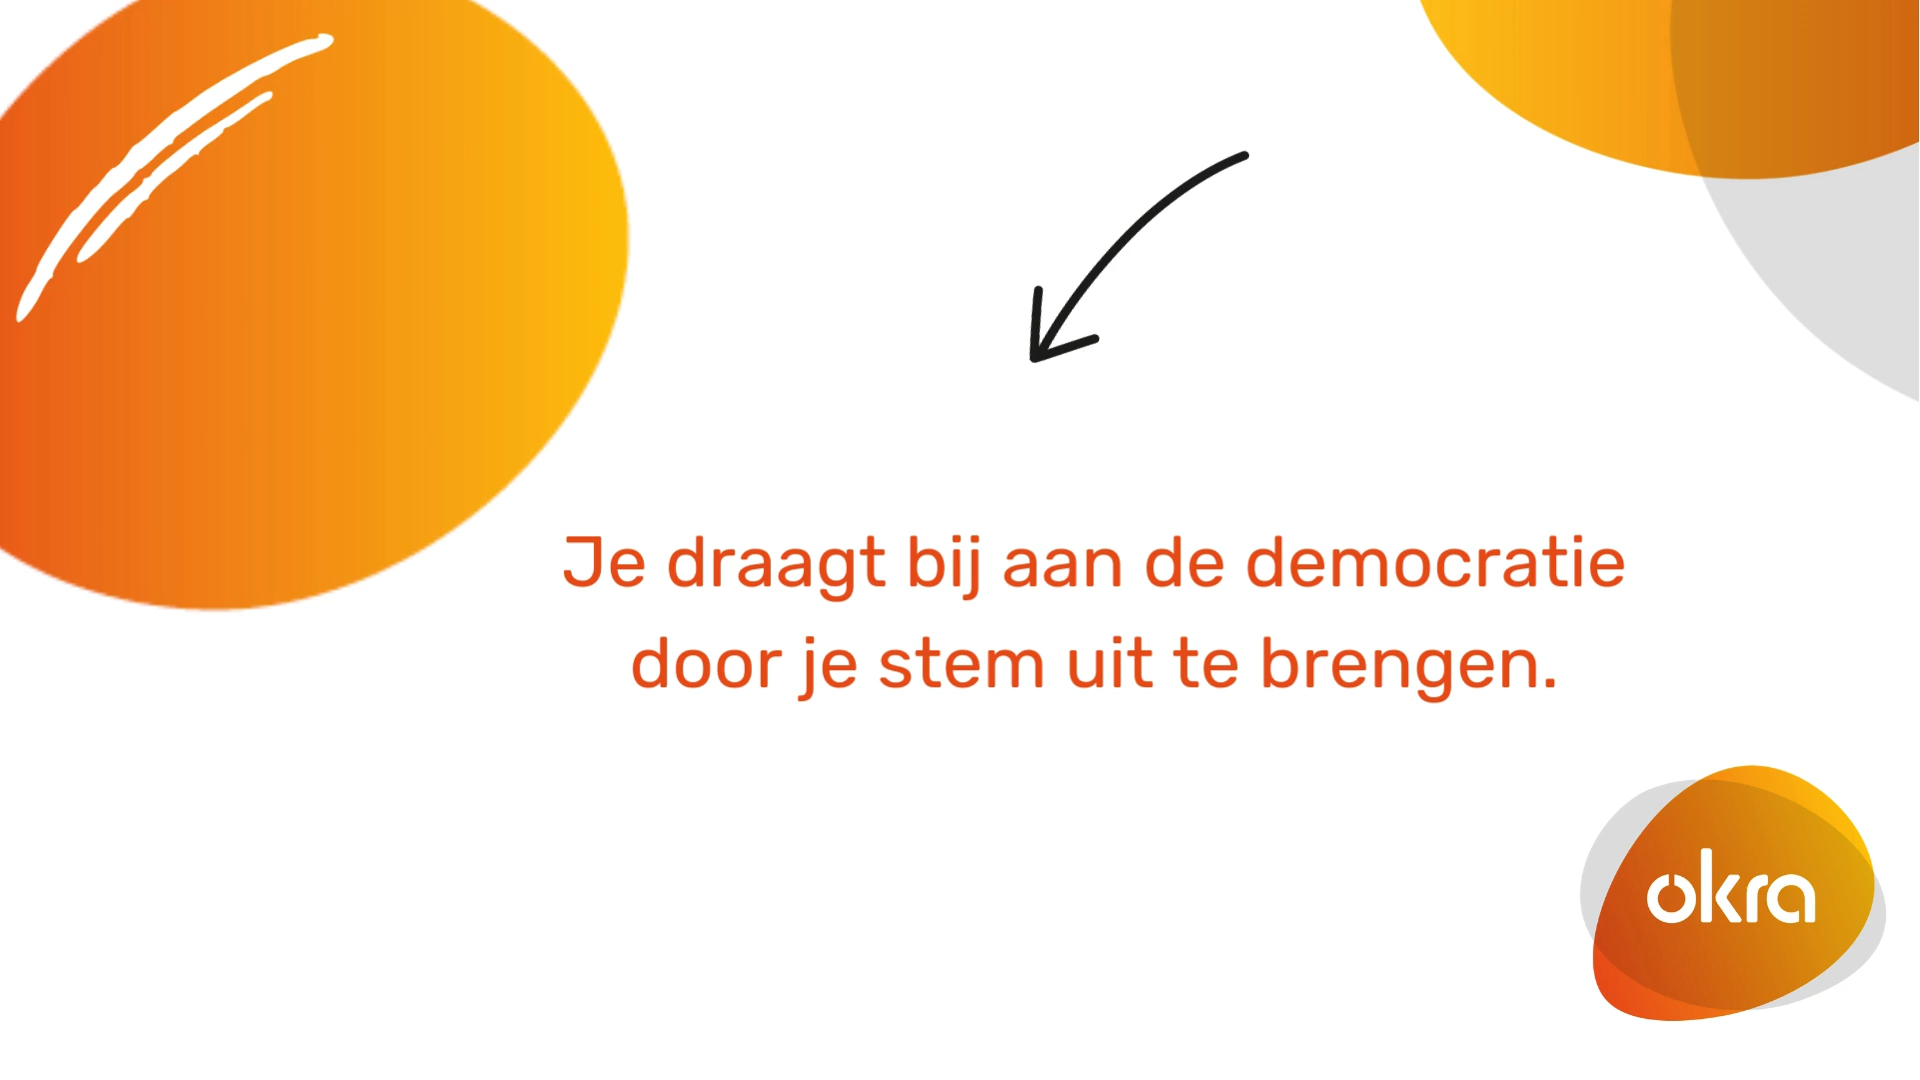 Je draagt bij aan de democratie
door je stem uit te brengen.
okra